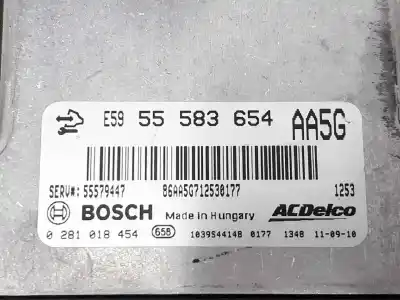 E59 55 583 654 AA5G
SERV#: 55579447 86AA5G712530177 1253
BOSCH Made in Hungary ACDelco
0 281 018 454 658 1039S44148 0177 1348 11-09-10